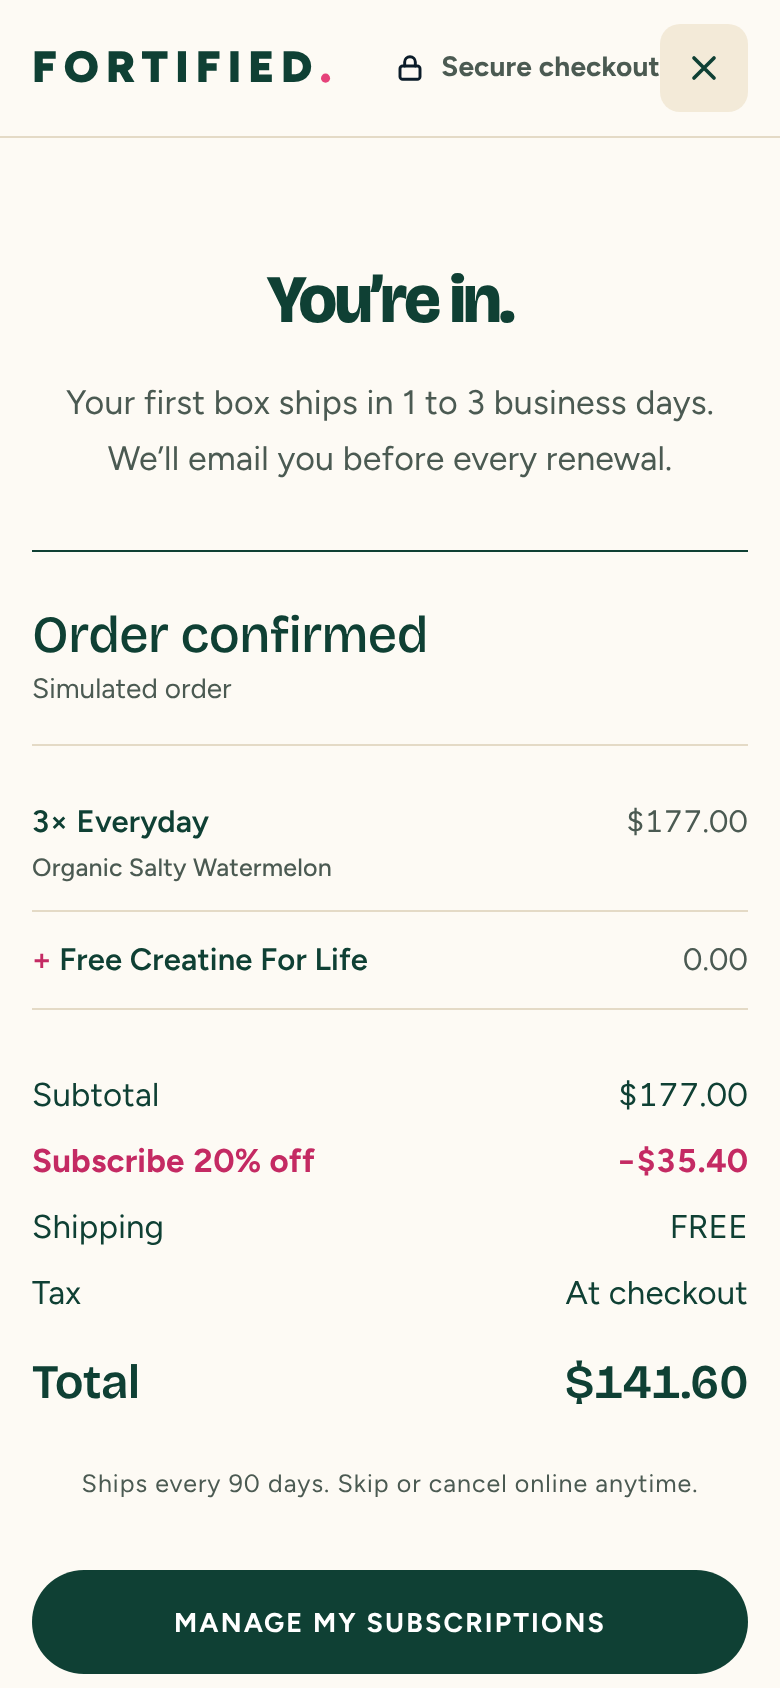 FORTIFIED.
Secure checkout
You're in.
Your first box ships in 1 to 3 business days.
We'll email you before every renewal.
Order confirmed
Simulated order
3× Everyday $177.00
Organic Salty Watermelon
+ Free Creatine For Life 0.00
Subtotal $177.00
Subscribe 20% off −$35.40
Shipping FREE
Tax At checkout
Total $141.60
Ships every 90 days. Skip or cancel online anytime.
MANAGE MY SUBSCRIPTIONS